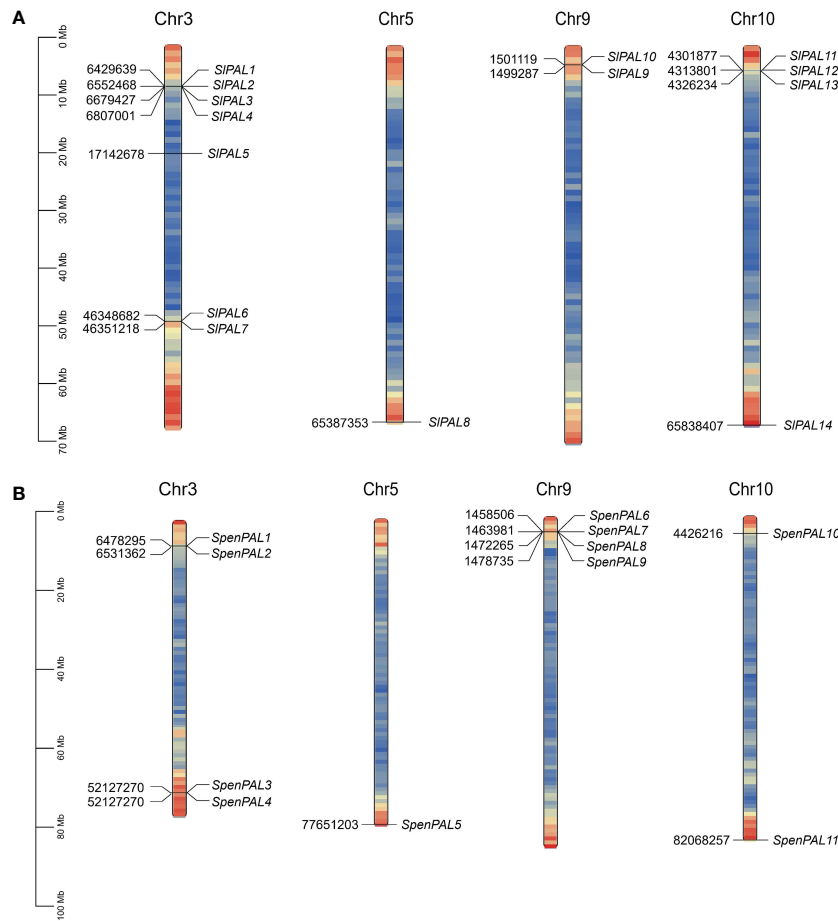 A
Chr3 Chr5 Chr9 Chr10
0 Mb
10 Mb
20 Mb
30 Mb
40 Mb
50 Mb
60 Mb
70 Mb
6429639 SlPAL1
6552468 SlPAL2
6679427 SlPAL3
6807001 SlPAL4
17142678 SlPAL5
46348682 SlPAL6
46351218 SlPAL7
65387353 SlPAL8
1501119 SlPAL10
1499287 SlPAL9
4301877 SlPAL11
4313801 SlPAL12
4326234 SlPAL13
65838407 SlPAL14
B
Chr3 Chr5 Chr9 Chr10
0 Mb
20 Mb
40 Mb
60 Mb
80 Mb
100 Mb
6478295 SpenPAL1
6531362 SpenPAL2
52127270 SpenPAL3
52127270 SpenPAL4
77651203 SpenPAL5
1458506 SpenPAL6
1463981 SpenPAL7
1472265 SpenPAL8
1478735 SpenPAL9
4426216 SpenPAL10
82068257 SpenPAL11